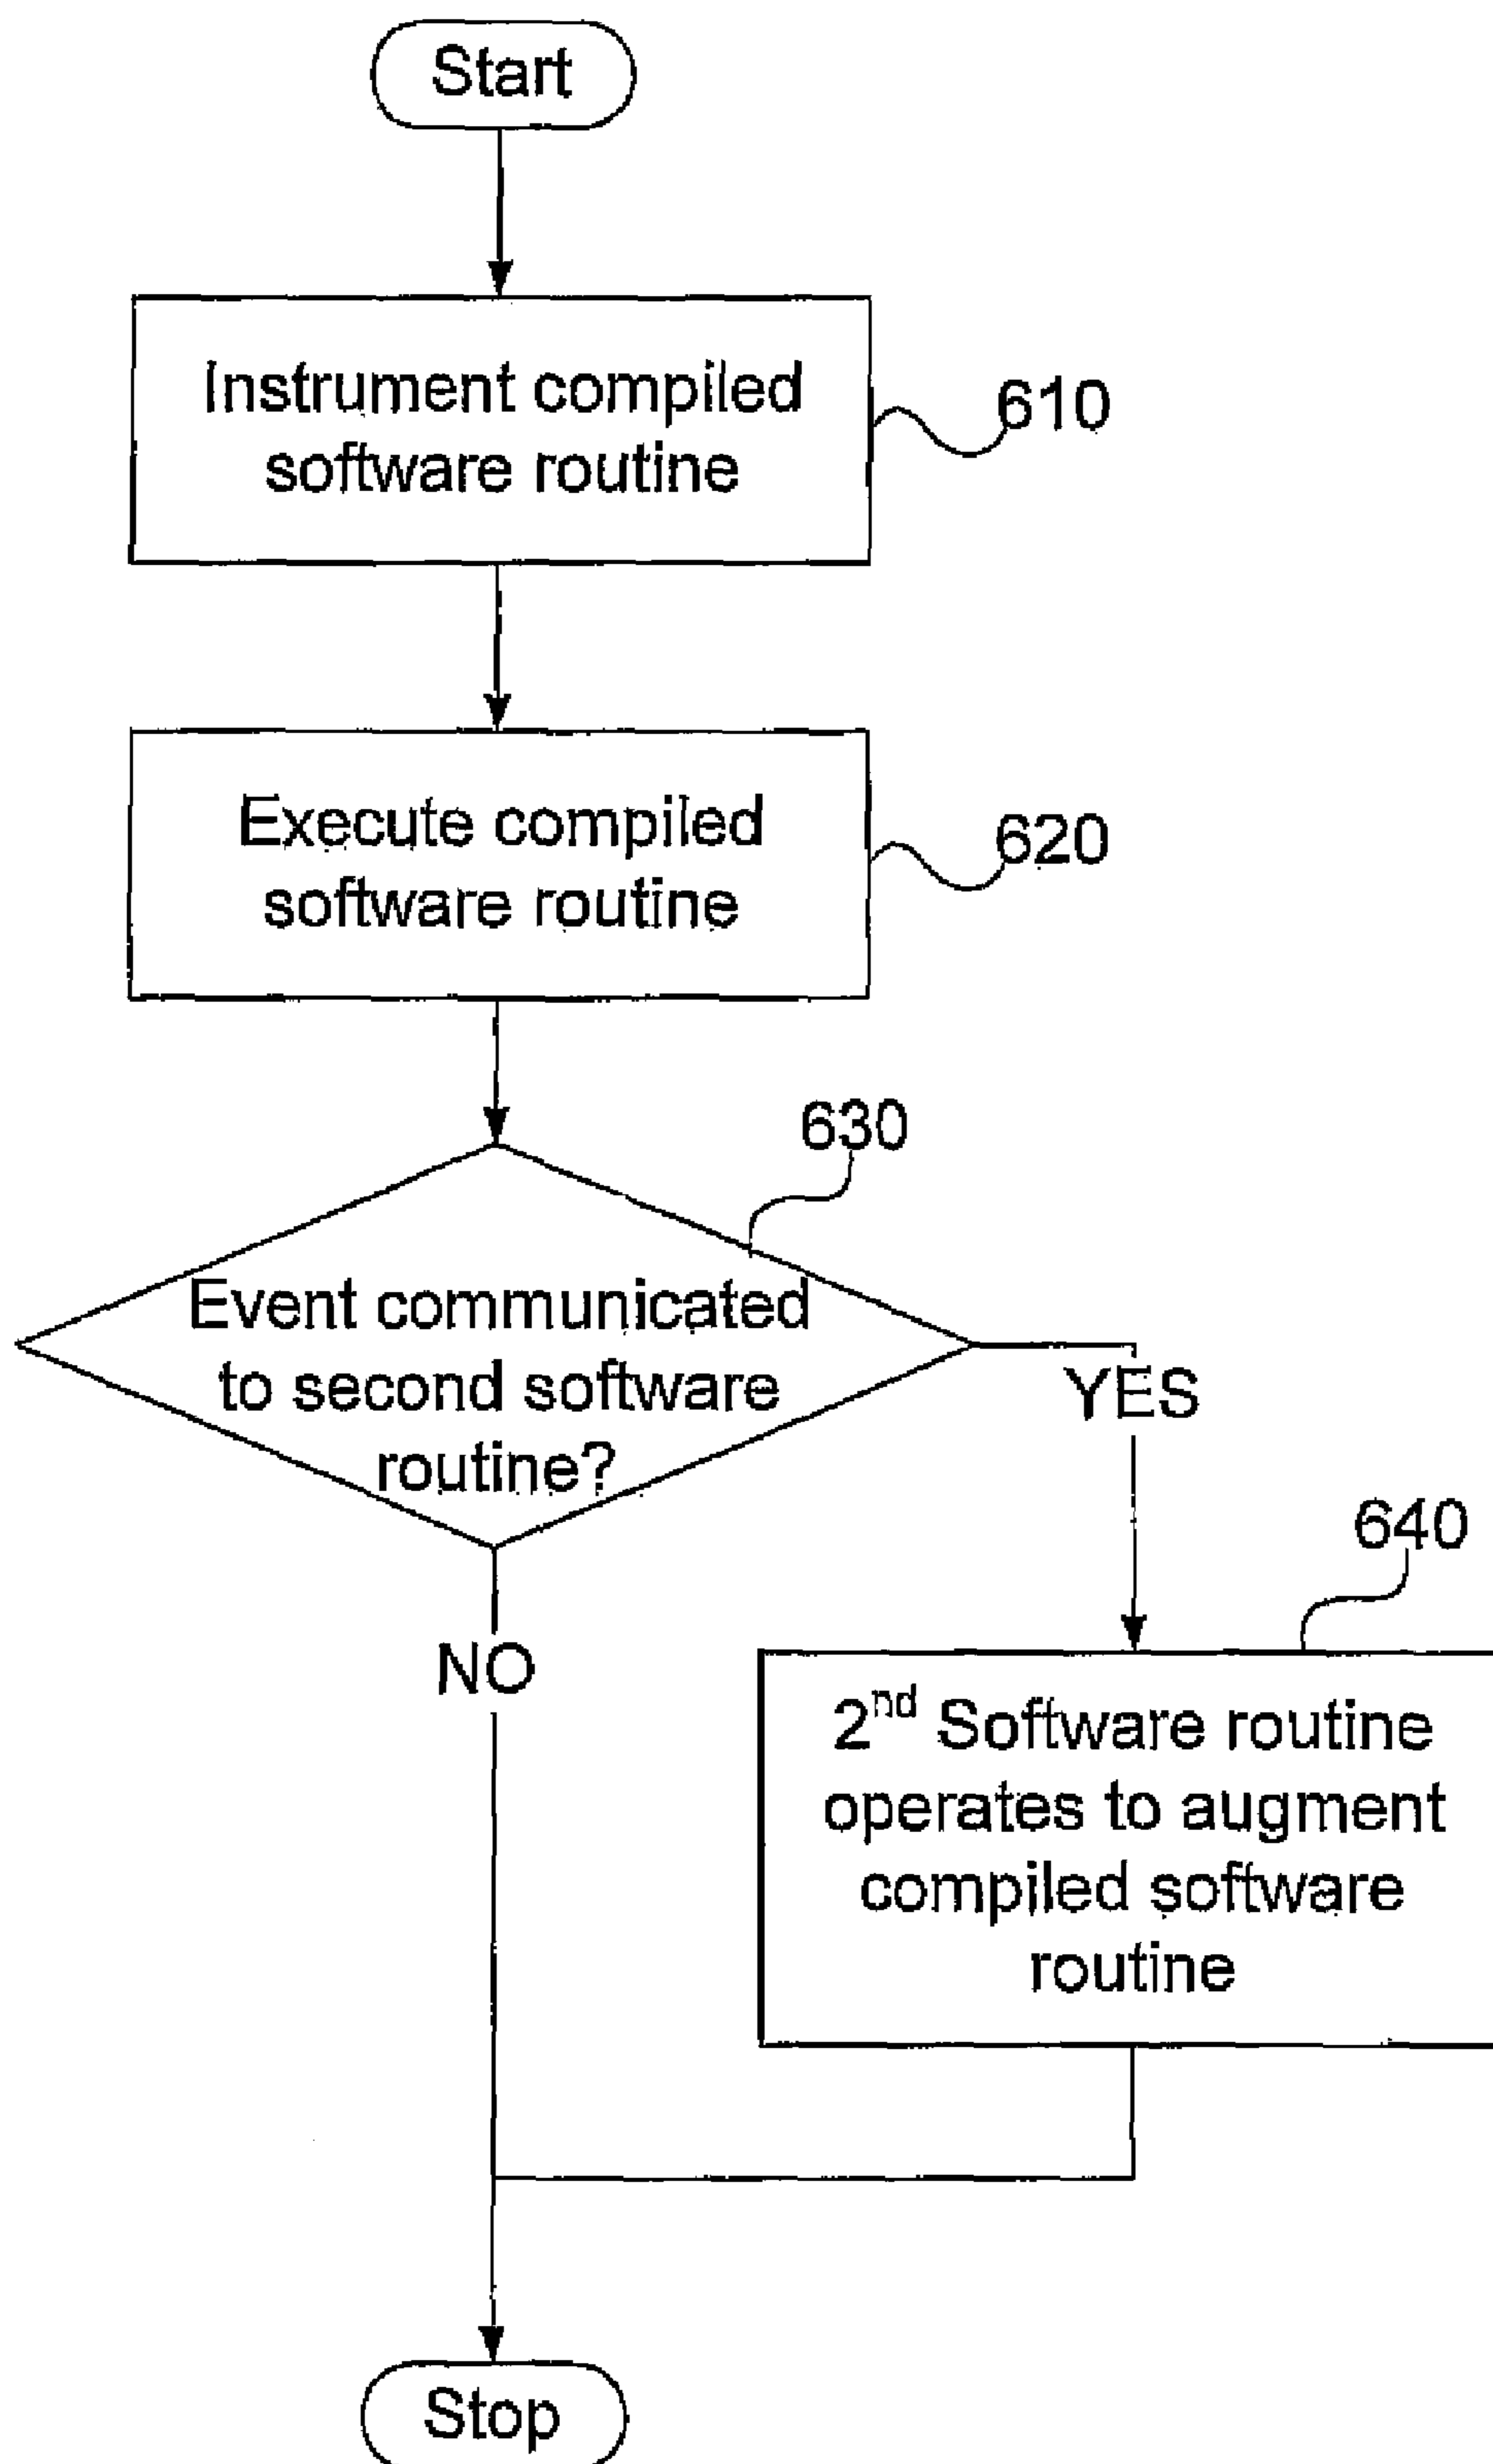 Start
Instrument compiled
software routine
610
Execute compiled
software routine
620
630
Event communicated
to second software
routine?
YES
NO
640
2nd Software routine
operates to augment
compiled software
routine
Stop